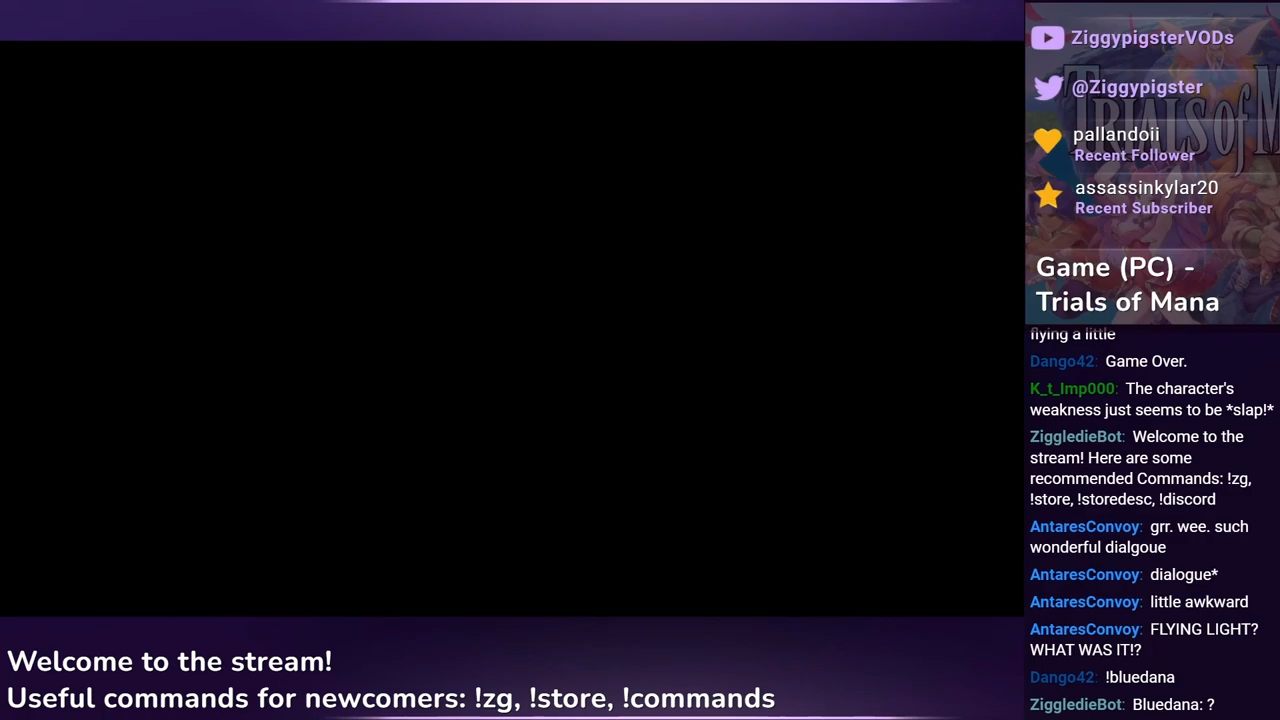 ZiggypigsterVODs
@Ziggypigster
TRIALS of M
pallandoii
Recent Follower
assassinkylar20
Recent Subscriber
Game (PC) -
Trials of Mana
flying a little
Dango42: Game Over.
K_t_Imp000: The character's
weakness just seems to be *slap!*
ZiggledieBot: Welcome to the
stream! Here are some
recommended Commands: !zg,
!store, !storedesc, !discord
AntaresConvoy: grr. wee. such
wonderful dialgoue
AntaresConvoy: dialogue*
AntaresConvoy: little awkward
AntaresConvoy: FLYING LIGHT?
WHAT WAS IT!?
Dango42: !bluedana
ZiggledieBot: Bluedana: ?
Welcome to the stream!
Useful commands for newcomers: !zg, !store, !commands